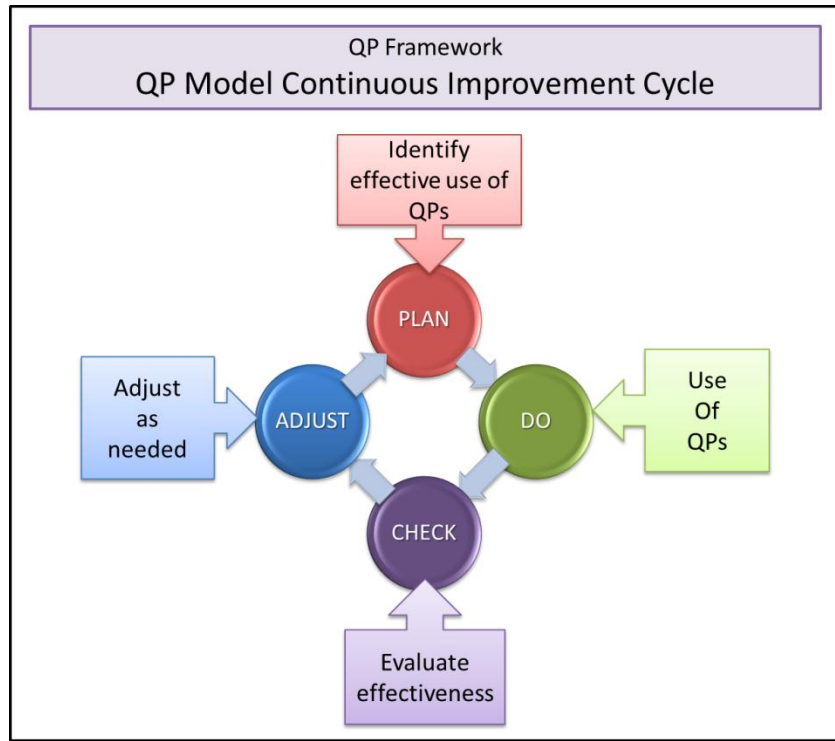 QP Framework
QP Model Continuous Improvement Cycle
Identify
effective use of
QPs
PLAN
Adjust
as
needed
ADJUST
DO
Use
Of
QPs
CHECK
Evaluate
effectiveness